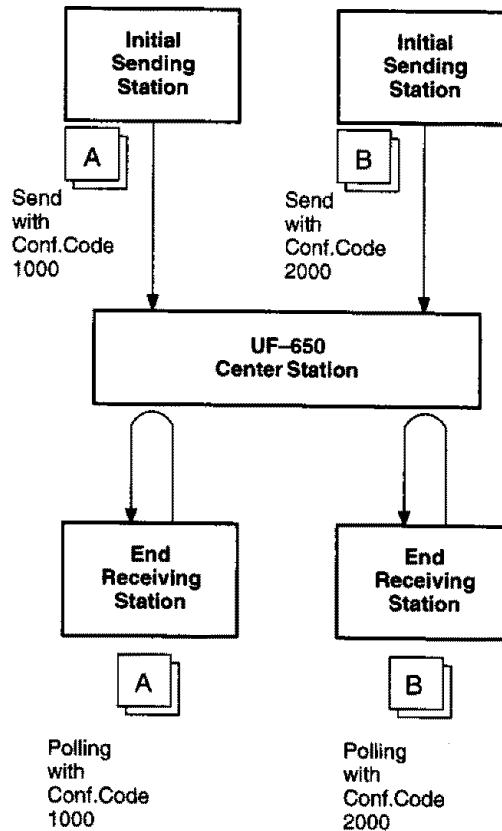 Initial
Sending
Station
Initial
Sending
Station
A
B
Send
with
Conf.Code
1000
Send
with
Conf.Code
2000
UF–650
Center Station
End
Receiving
Station
End
Receiving
Station
A
B
Polling
with
Conf.Code
1000
Polling
with
Conf.Code
2000